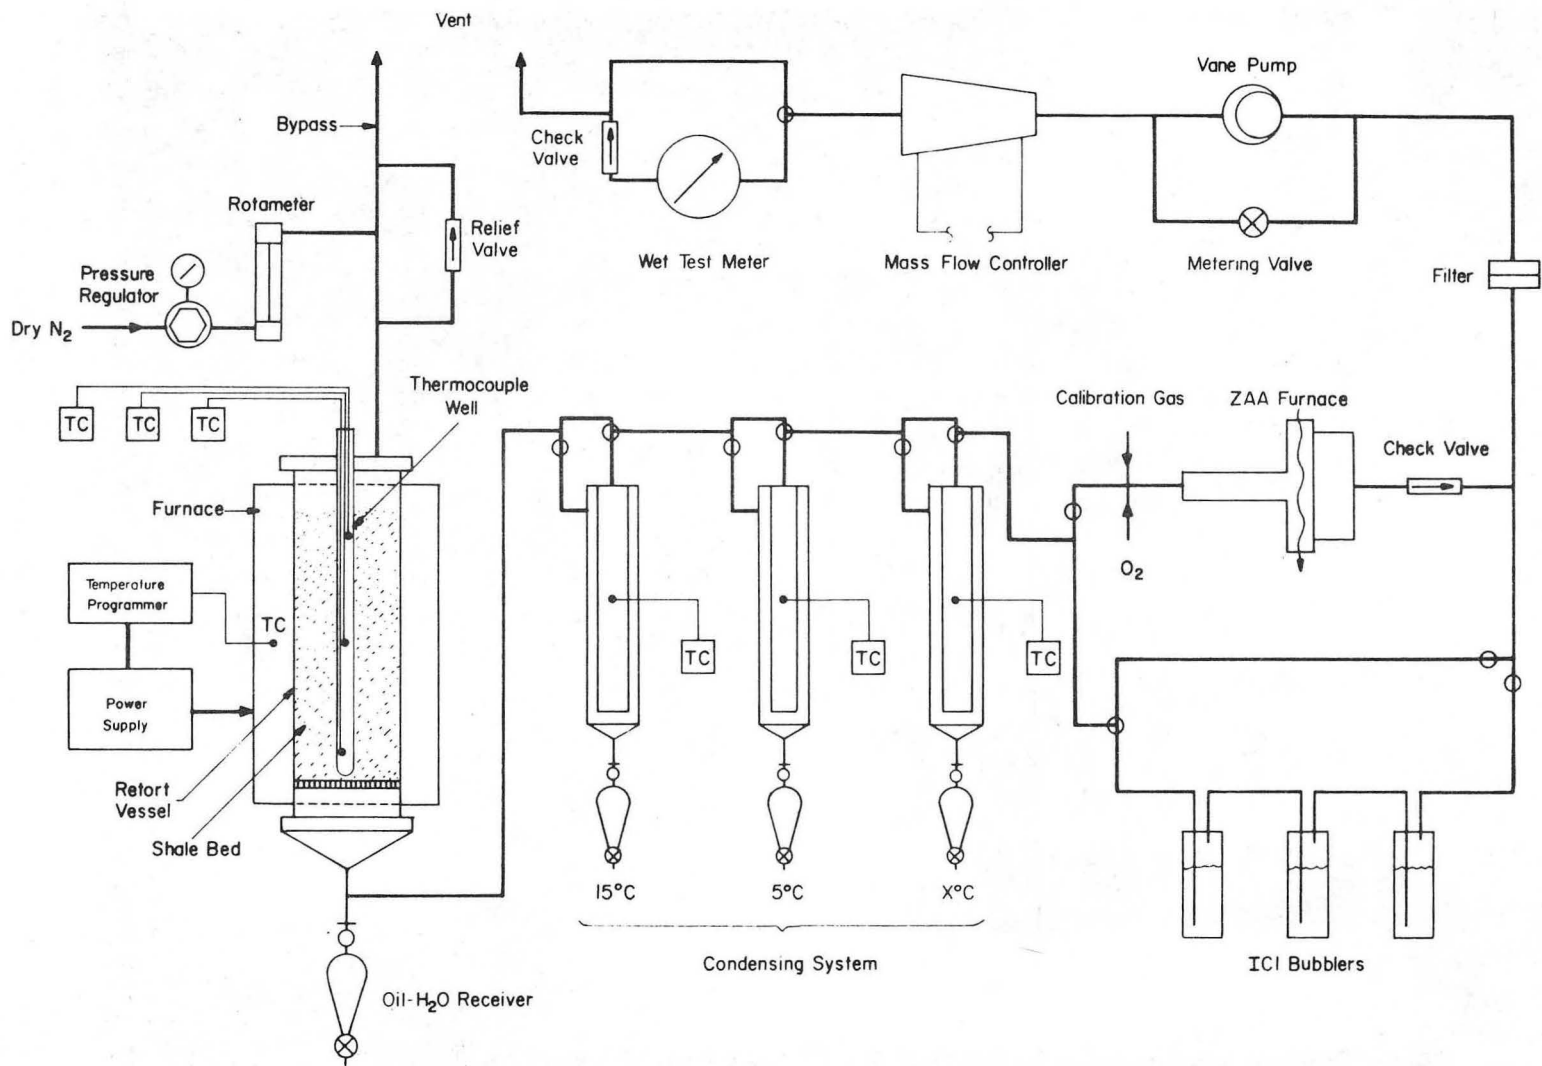 Vent
Vane Pump
Bypass
Check
Valve
Rotameter
Relief
Valve
Wet Test Meter
Mass Flow Controller
Metering Valve
Pressure
Regulator
Filter
Dry N₂
Thermocouple
Well
Calibration Gas
ZAA Furnace
TC
TC
TC
Check Valve
Furnace
O₂
Temperature
Programmer
TC
TC
TC
TC
Power
Supply
Retort
Vessel
Shale Bed
15°C
5°C
X°C
Condensing System
ICl Bubblers
Oil-H₂O Receiver